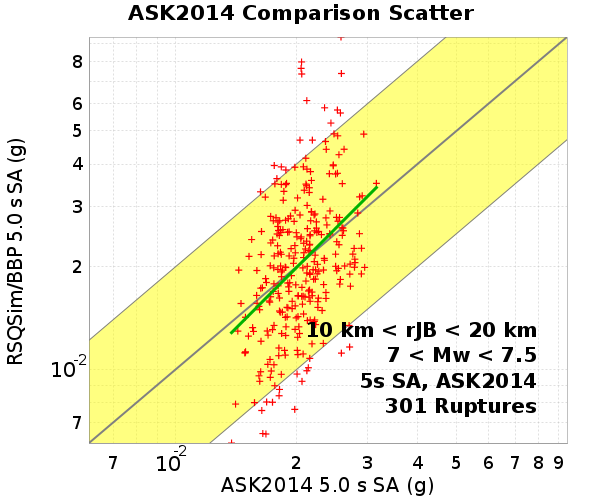 ASK2014 Comparison Scatter
RSQSim/BBP 5.0 s SA (g)
8
6
5
4
3
2
10-2
7
10 km < rJB < 20 km
7 < Mw < 7.5
5s SA, ASK2014
301 Ruptures
7 10-2 2 3 4 5 6 7 8 9
ASK2014 5.0 s SA (g)